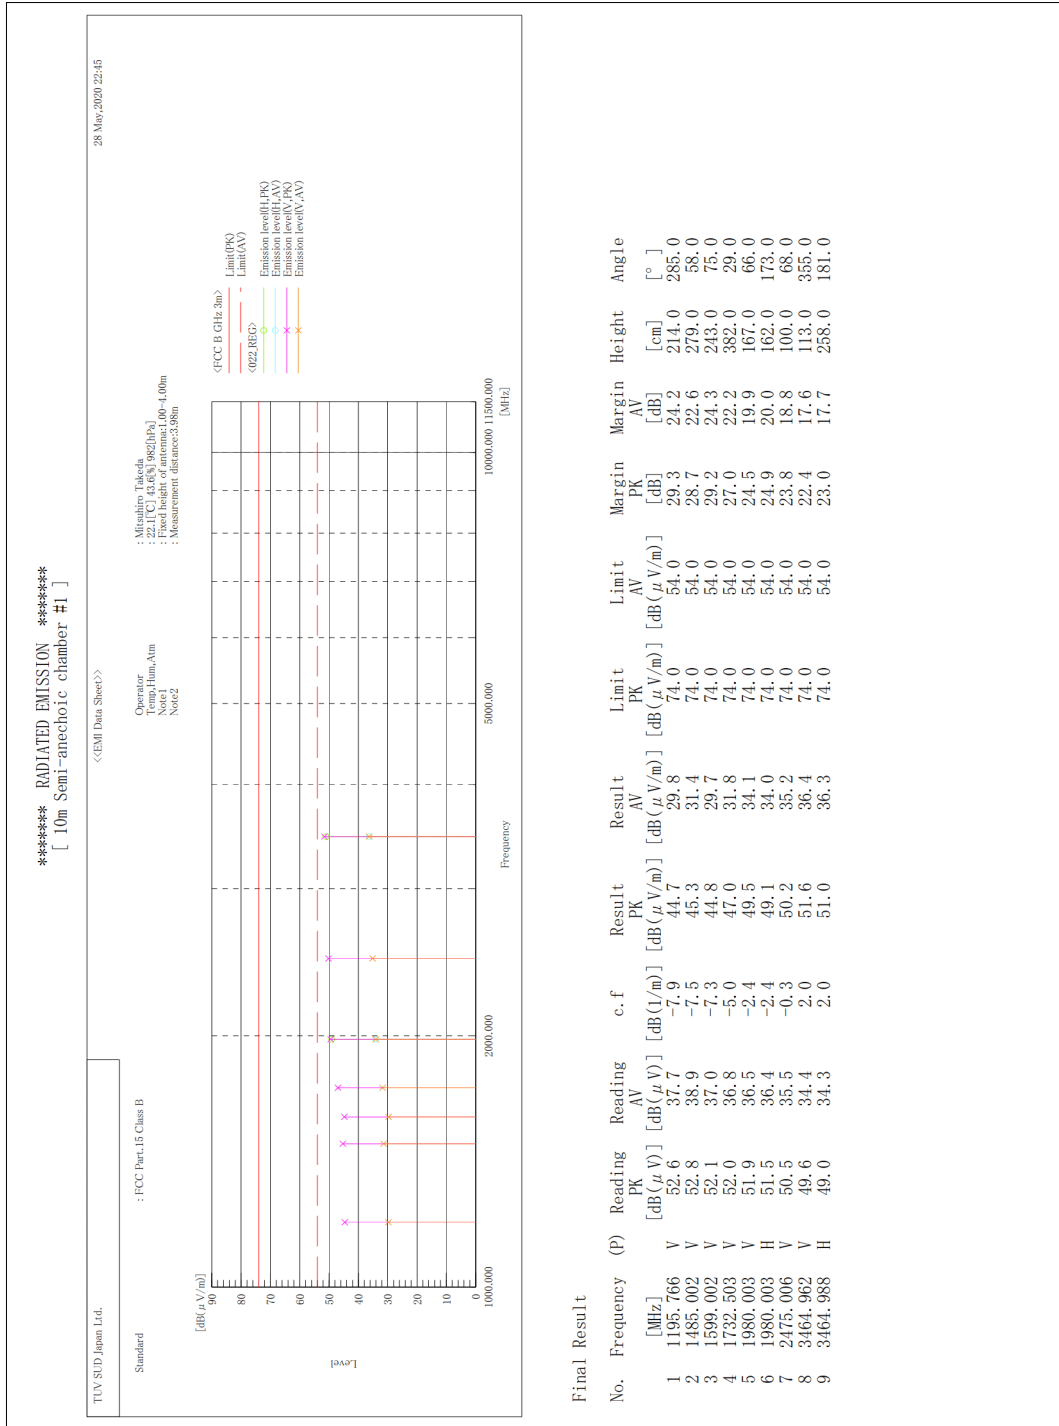 ******* RADIATED EMISSION *******
[ 10m Semi-anechoic chamber #1 ]
TUV SUD Japan Ltd.
<<EMI Data Sheet>>
28 May,2020 22:45
Standard : FCC Part.15 Class B
Operator : Mitsuhiro Takeda
Temp,Hum,Atm : 22.1[℃] 43.6[%] 982[hPa]
Note1 : Fixed height of antenna:1.00-4.00m
Note2 : Measurement distance:3.98m
<FCC B GHz 3m>
Limit(PK)
Limit(AV)
<022_REG>
Emission level(H,PK)
Emission level(H,AV)
Emission level(V,PK)
Emission level(V,AV)
[dB(μV/m)]
90
80
70
60
50
40
30
20
10
0
Level
1000.000 2000.000 5000.000 10000.000 11500.000
[MHz]
Frequency
Final Result
No. Frequency (P) Reading Reading c.f Result Result Limit Limit Margin Margin Height Angle
PK AV PK AV PK AV PK AV
[MHz] [dB(μV)] [dB(μV)] [dB(1/m)] [dB(μV/m)] [dB(μV/m)] [dB(μV/m)] [dB(μV/m)] [dB] [dB] [cm] [°]
1 1195.766 V 52.6 37.7 -7.9 44.7 29.8 74.0 54.0 29.3 24.2 214.0 285.0
2 1485.002 V 52.8 38.9 -7.5 45.3 31.4 74.0 54.0 28.7 22.6 279.0 58.0
3 1599.002 V 52.1 37.0 -7.3 44.8 29.7 74.0 54.0 29.2 24.3 243.0 75.0
4 1732.503 V 52.0 36.8 -5.0 47.0 31.8 74.0 54.0 27.0 22.2 382.0 29.0
5 1980.003 V 51.9 36.5 -2.4 49.5 34.1 74.0 54.0 24.5 19.9 167.0 66.0
6 1980.003 H 51.5 36.4 -2.4 49.1 34.0 74.0 54.0 24.9 20.0 162.0 173.0
7 2475.006 V 50.5 35.5 -0.3 50.2 35.2 74.0 54.0 23.8 18.8 100.0 68.0
8 3464.962 V 49.6 34.4 2.0 51.6 36.4 74.0 54.0 22.4 17.6 113.0 355.0
9 3464.988 H 49.0 34.3 2.0 51.0 36.3 74.0 54.0 23.0 17.7 258.0 181.0